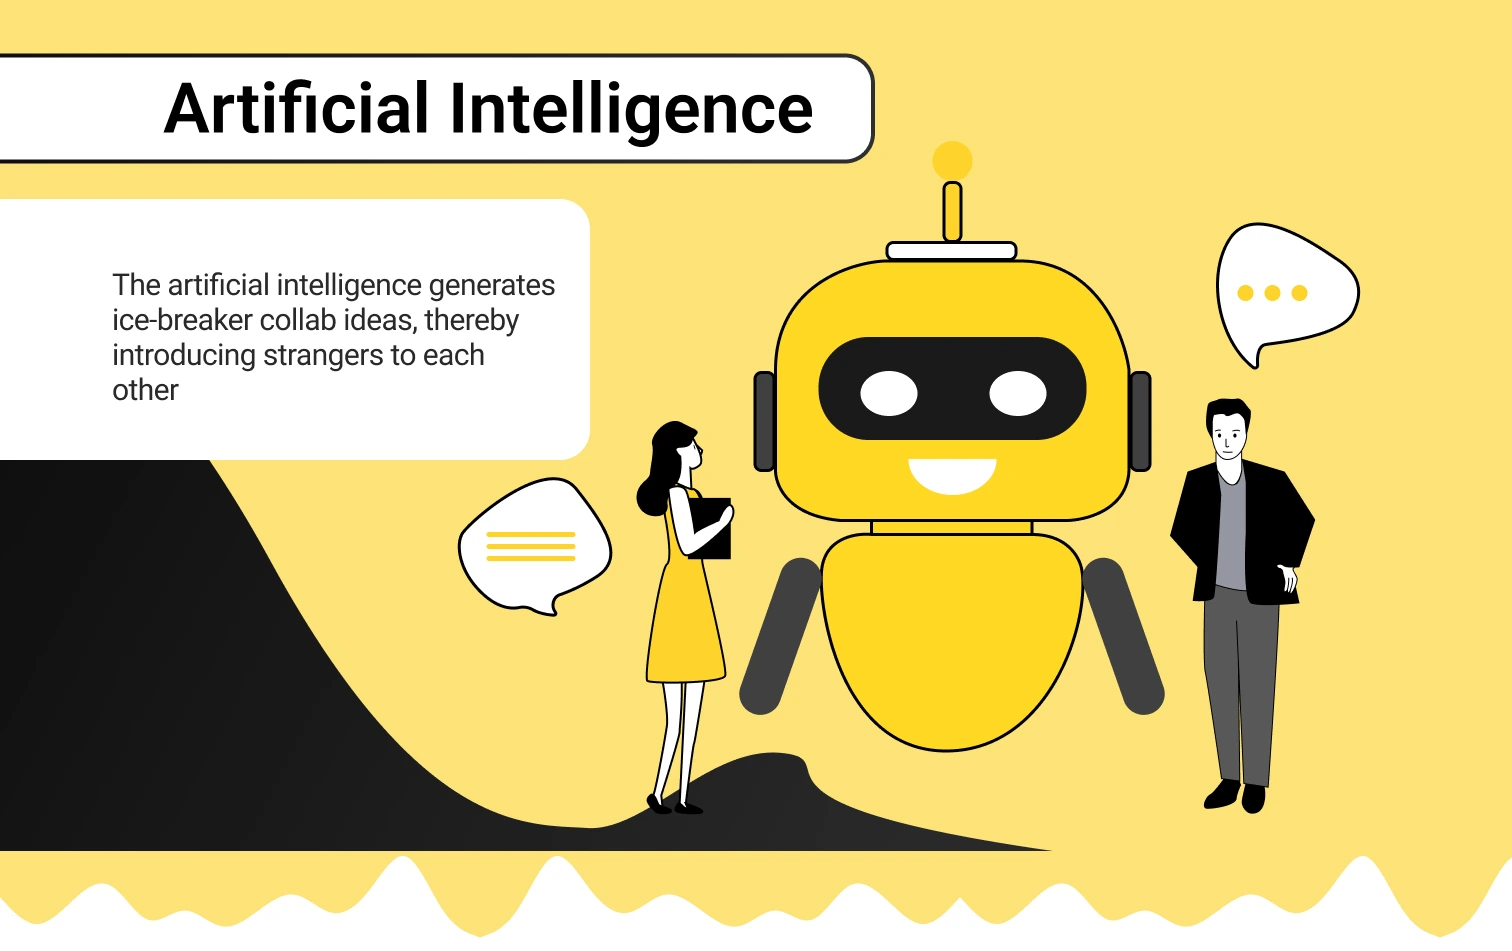 Artificial Intelligence
The artificial intelligence generates
ice-breaker collab ideas, thereby
introducing strangers to each
other